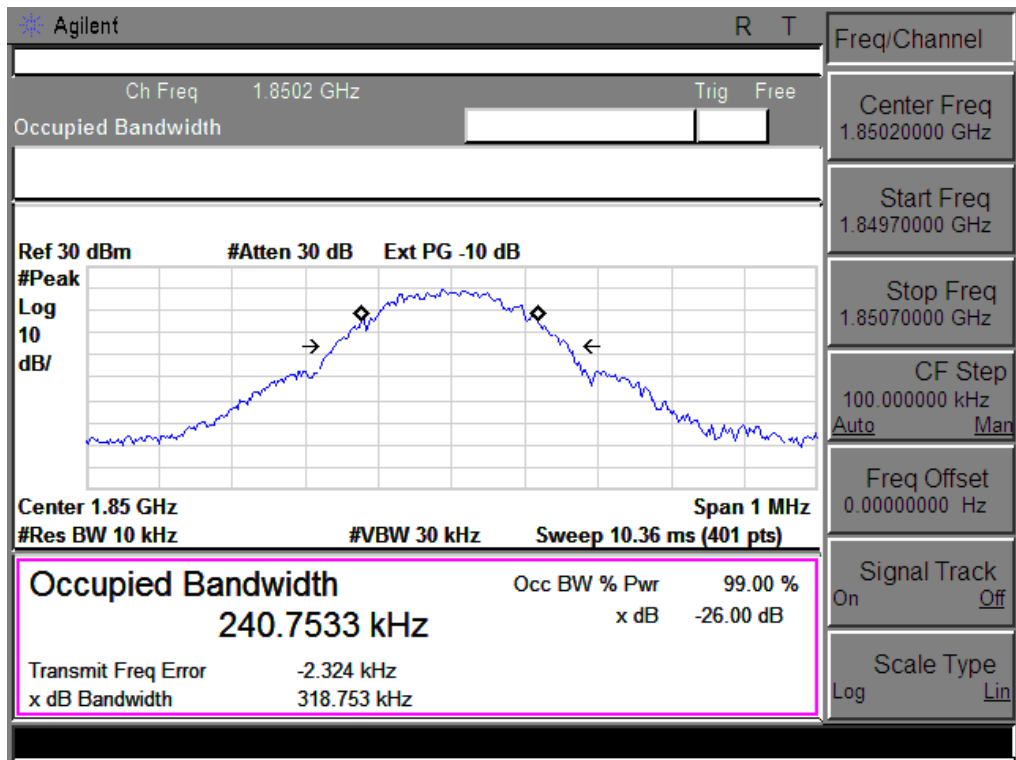 Agilent R T
Ch Freq 1.8502 GHz Trig Free
Occupied Bandwidth
Ref 30 dBm #Atten 30 dB Ext PG -10 dB
#Peak
Log
10
dB/
Center 1.85 GHz Span 1 MHz
#Res BW 10 kHz #VBW 30 kHz Sweep 10.36 ms (401 pts)
Occupied Bandwidth
240.7533 kHz
Occ BW % Pwr 99.00 %
x dB -26.00 dB
Transmit Freq Error -2.324 kHz
x dB Bandwidth 318.753 kHz
Freq/Channel
Center Freq
1.85020000 GHz
Start Freq
1.84970000 GHz
Stop Freq
1.85070000 GHz
CF Step
100.000000 kHz
Auto Man
Freq Offset
0.00000000 Hz
Signal Track
On Off
Scale Type
Log Lin